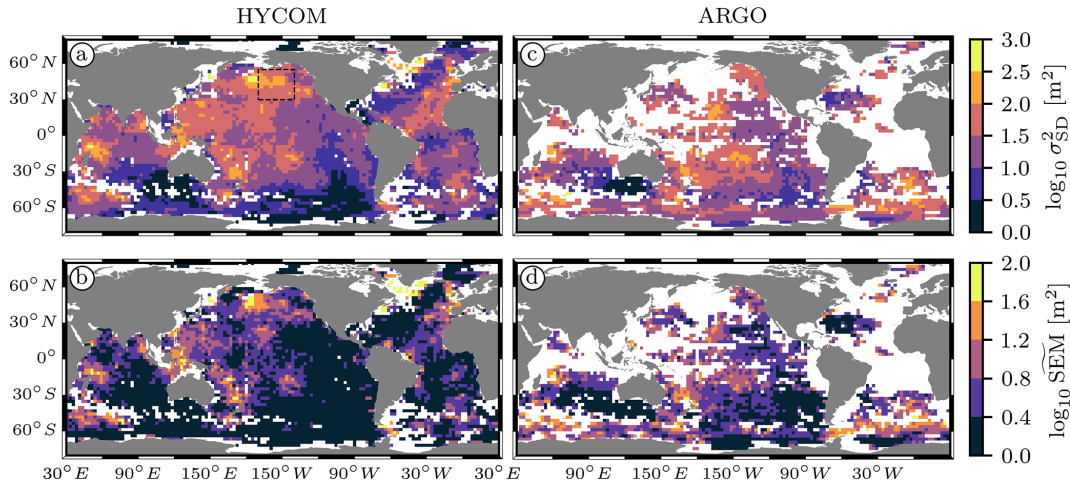 HYCOM
ARGO
a
60° N
30° N
0°
30° S
60° S
c
3.0
2.5
2.0
1.5
1.0
0.5
0.0
log₁₀ σ²_SD [m²]
b
60° N
30° N
0°
30° S
60° S
d
2.0
1.6
1.2
0.8
0.4
0.0
log₁₀ S͠EM [m²]
30° E 90° E 150° E 150° W 90° W 30° W 30° E 90° E 150° E 150° W 90° W 30° W